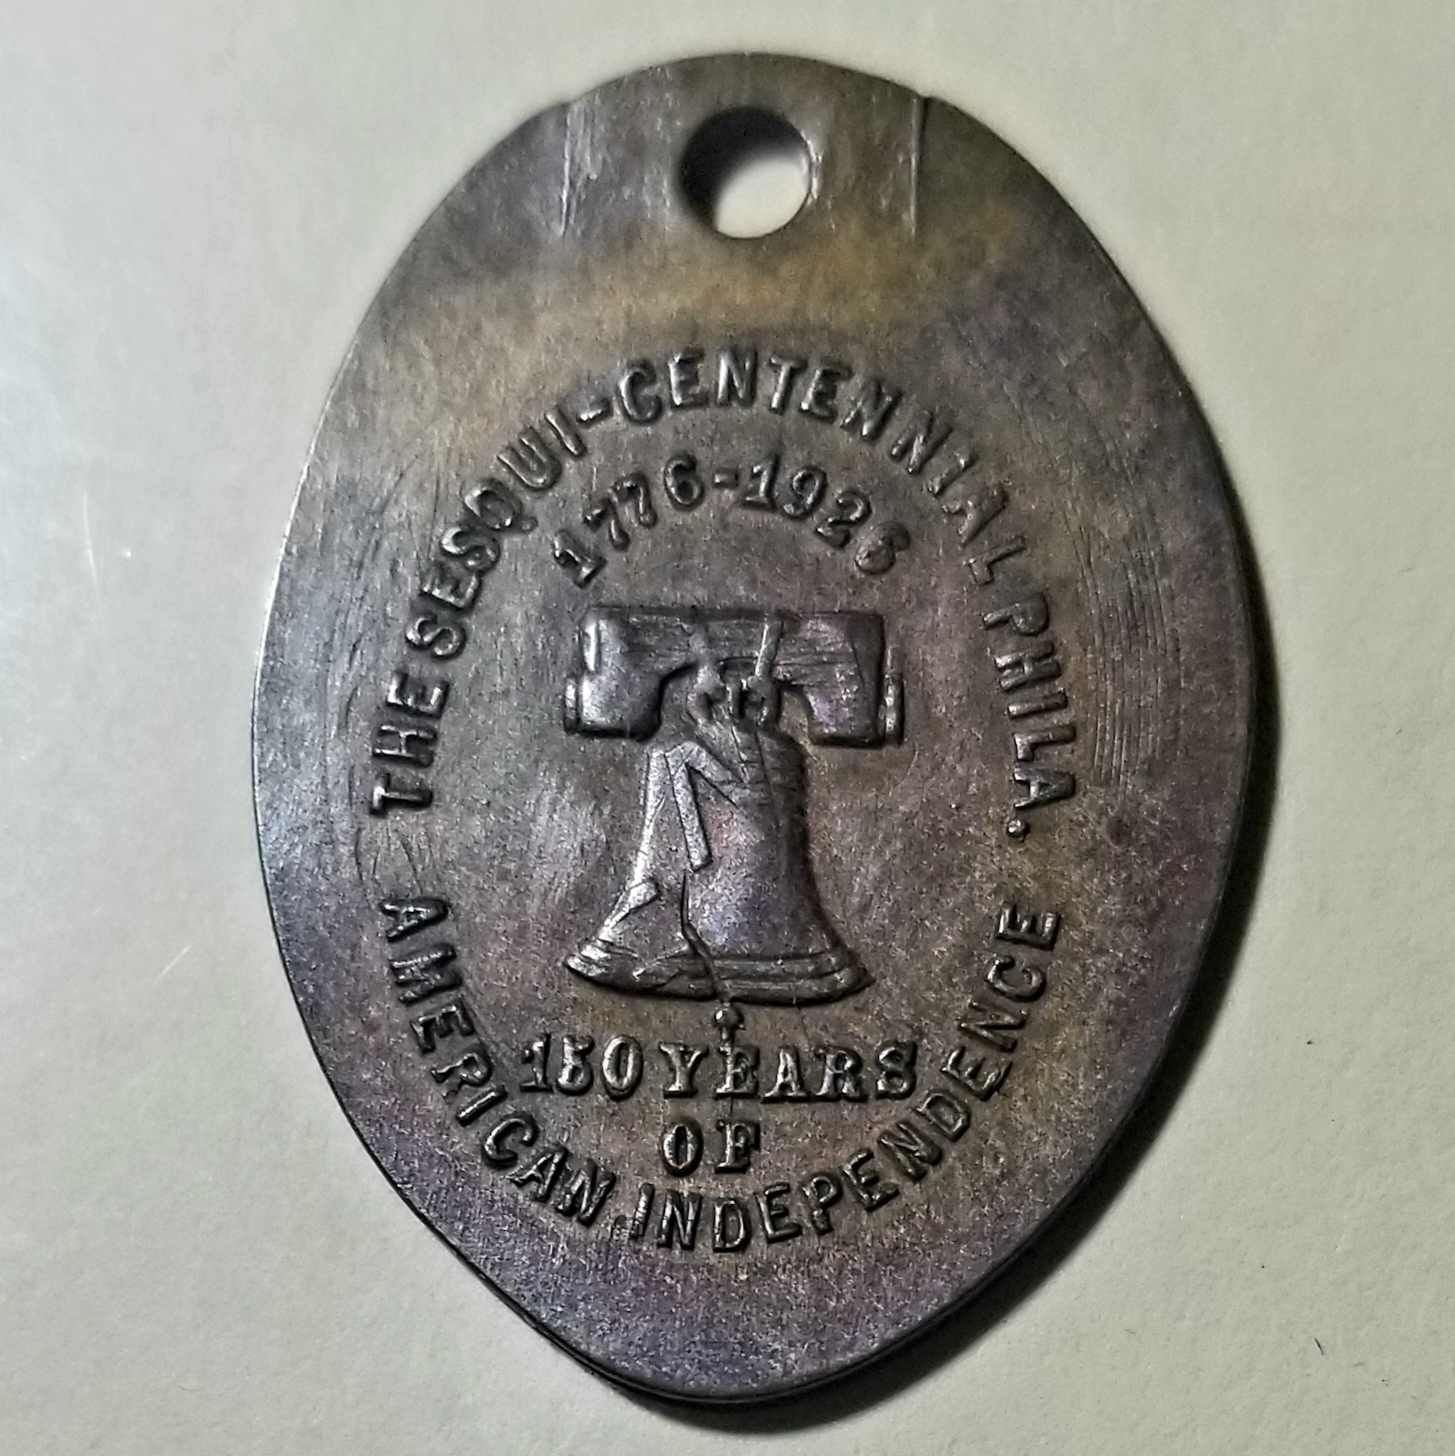 THE SESQUI-CENTENNIAL PHILA.
1776-1926
150 YEARS
OF
AMERICAN INDEPENDENCE